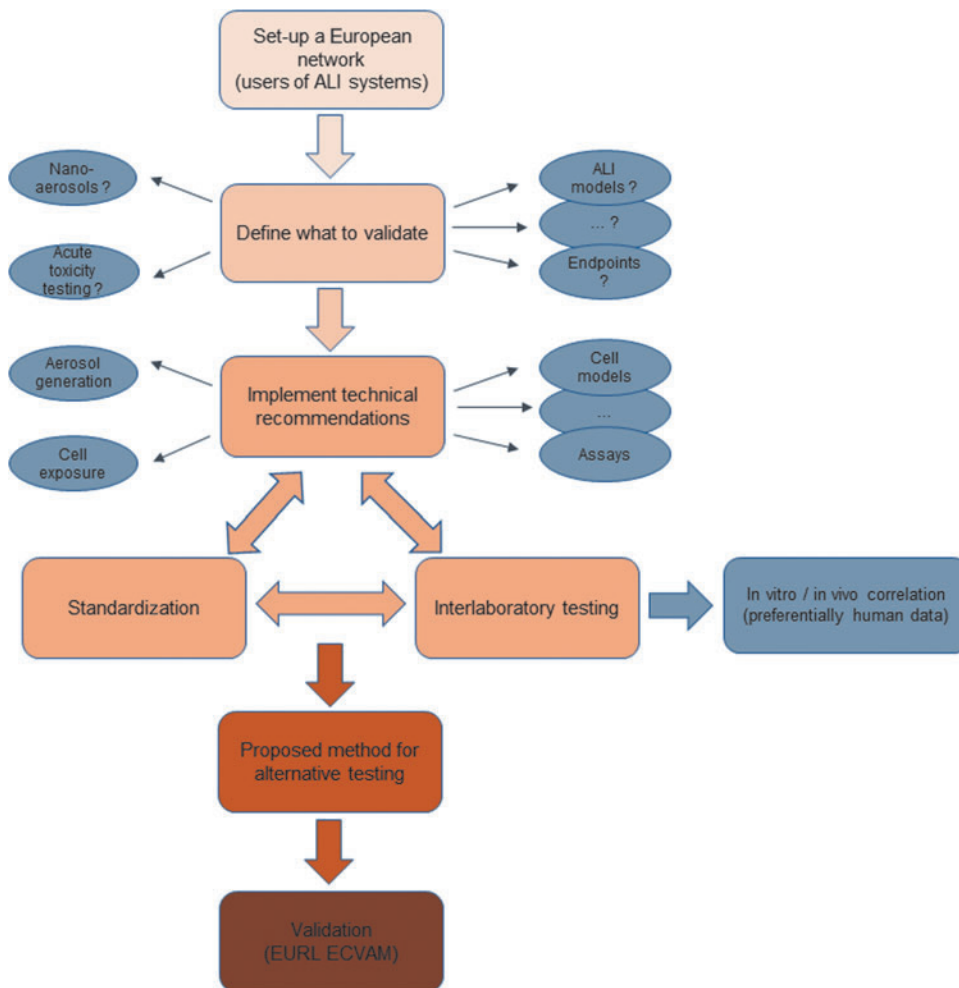 Set-up a European
network
(users of ALI systems)
Nano-
aerosols ?
Acute
toxicity
testing ?
Define what to validate
ALI
models ?
... ?
Endpoints
?
Aerosol
generation
Cell
exposure
Implement technical
recommendations
Cell
models
...
Assays
Standardization
Interlaboratory testing
In vitro / in vivo correlation
(preferentially human data)
Proposed method for
alternative testing
Validation
(EURL ECVAM)